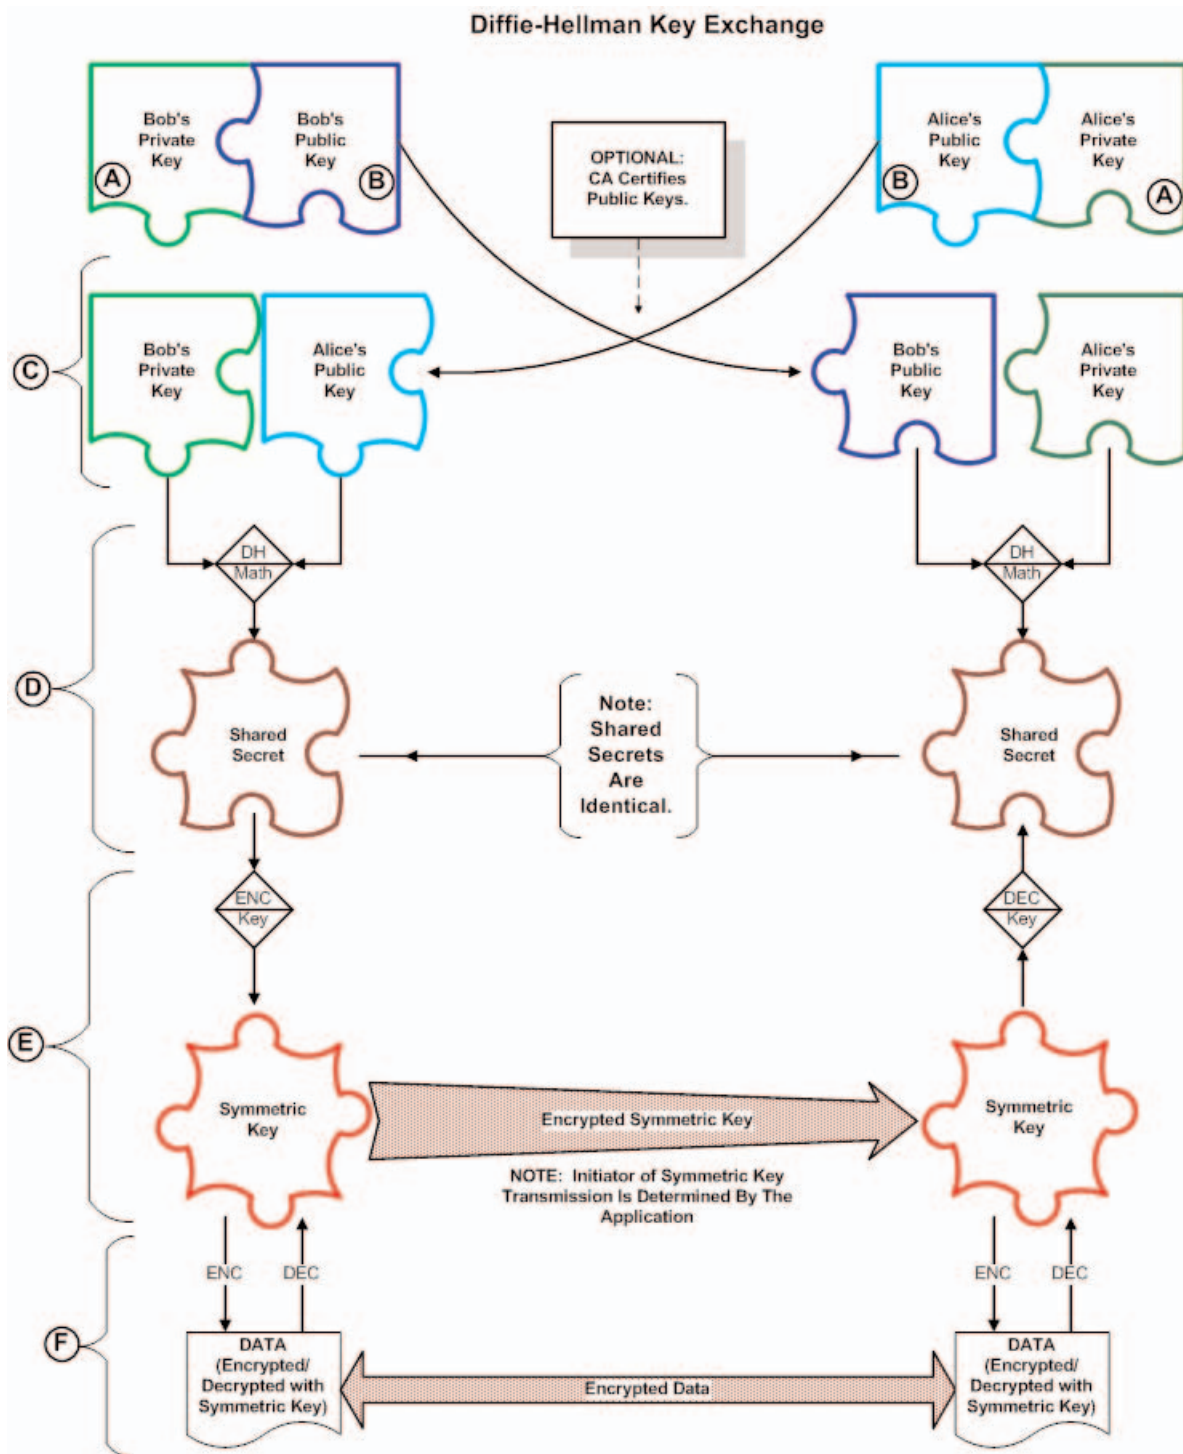 Diffie-Hellman Key Exchange
Bob's
Private
Key
A
Bob's
Public
Key
B
OPTIONAL:
CA Certifies
Public Keys.
Alice's
Public
Key
B
Alice's
Private
Key
A
C
Bob's
Private
Key
Alice's
Public
Key
Bob's
Public
Key
Alice's
Private
Key
D
DH
Math
DH
Math
Shared
Secret
Note:
Shared
Secrets
Are
Identical.
Shared
Secret
E
ENC
Key
DEC
Key
Symmetric
Key
Encrypted Symmetric Key
NOTE: Initiator of Symmetric Key
Transmission Is Determined By The
Application
Symmetric
Key
F
ENC
DEC
ENC
DEC
DATA
(Encrypted/
Decrypted with
Symmetric Key)
Encrypted Data
DATA
(Encrypted/
Decrypted with
Symmetric Key)